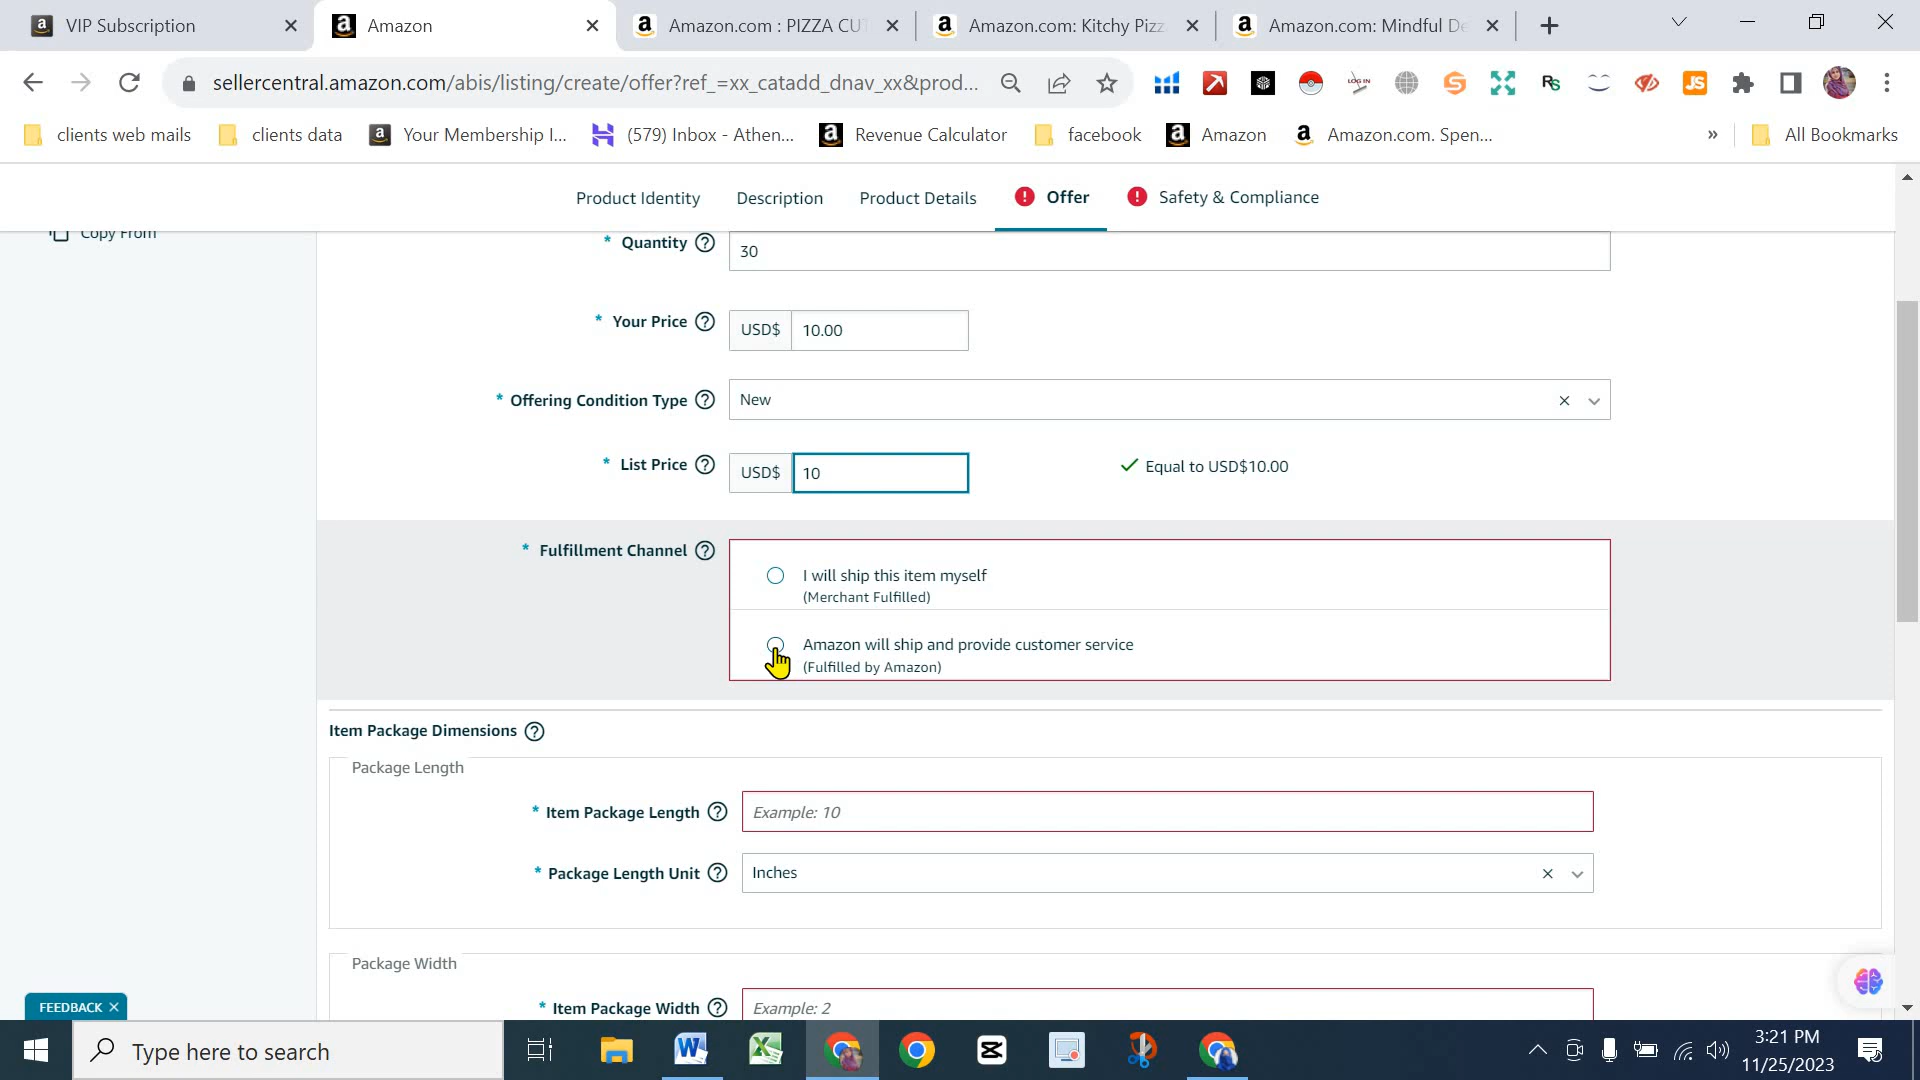 VIP Subscription
Amazon
Amazon.com : PIZZA CUT
Amazon.com: Kitchy Pizz
Amazon.com: Mindful De
sellercentral.amazon.com/abis/listing/create/offer?ref_=xx_catadd_dnav_xx&prod...
clients web mails
clients data
Your Membership I...
(579) Inbox - Athen...
Revenue Calculator
facebook
Amazon
Amazon.com. Spen...
»
All Bookmarks
Product Identity
Description
Product Details
Offer
Safety & Compliance
Copy From
* Quantity
30
* Your Price
USD$ 10.00
* Offering Condition Type
New
* List Price
USD$ 10
Equal to USD$10.00
* Fulfillment Channel
I will ship this item myself
(Merchant Fulfilled)
Amazon will ship and provide customer service
(Fulfilled by Amazon)
Item Package Dimensions
Package Length
* Item Package Length
Example: 10
* Package Length Unit
Inches
Package Width
* Item Package Width
Example: 2
FEEDBACK
Type here to search
3:21 PM
11/25/2023